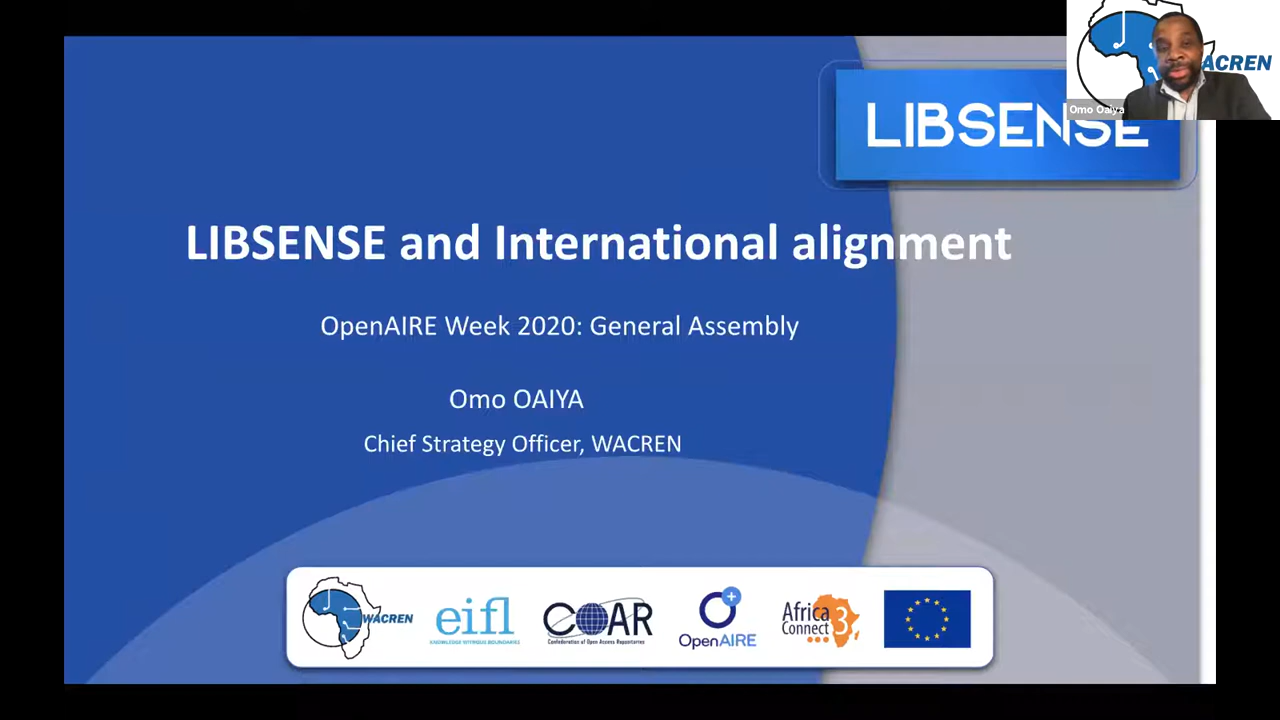 ACREN
Omo Oaiya
LIBSENSE
LIBSENSE and International alignment
OpenAIRE Week 2020: General Assembly
Omo OAIYA
Chief Strategy Officer, WACREN
WACREN
eifl
KNOWLEDGE WITHOUT BOUNDARIES
COAR
Confederation of Open Access Repositories
OpenAIRE
Africa
Connect 3